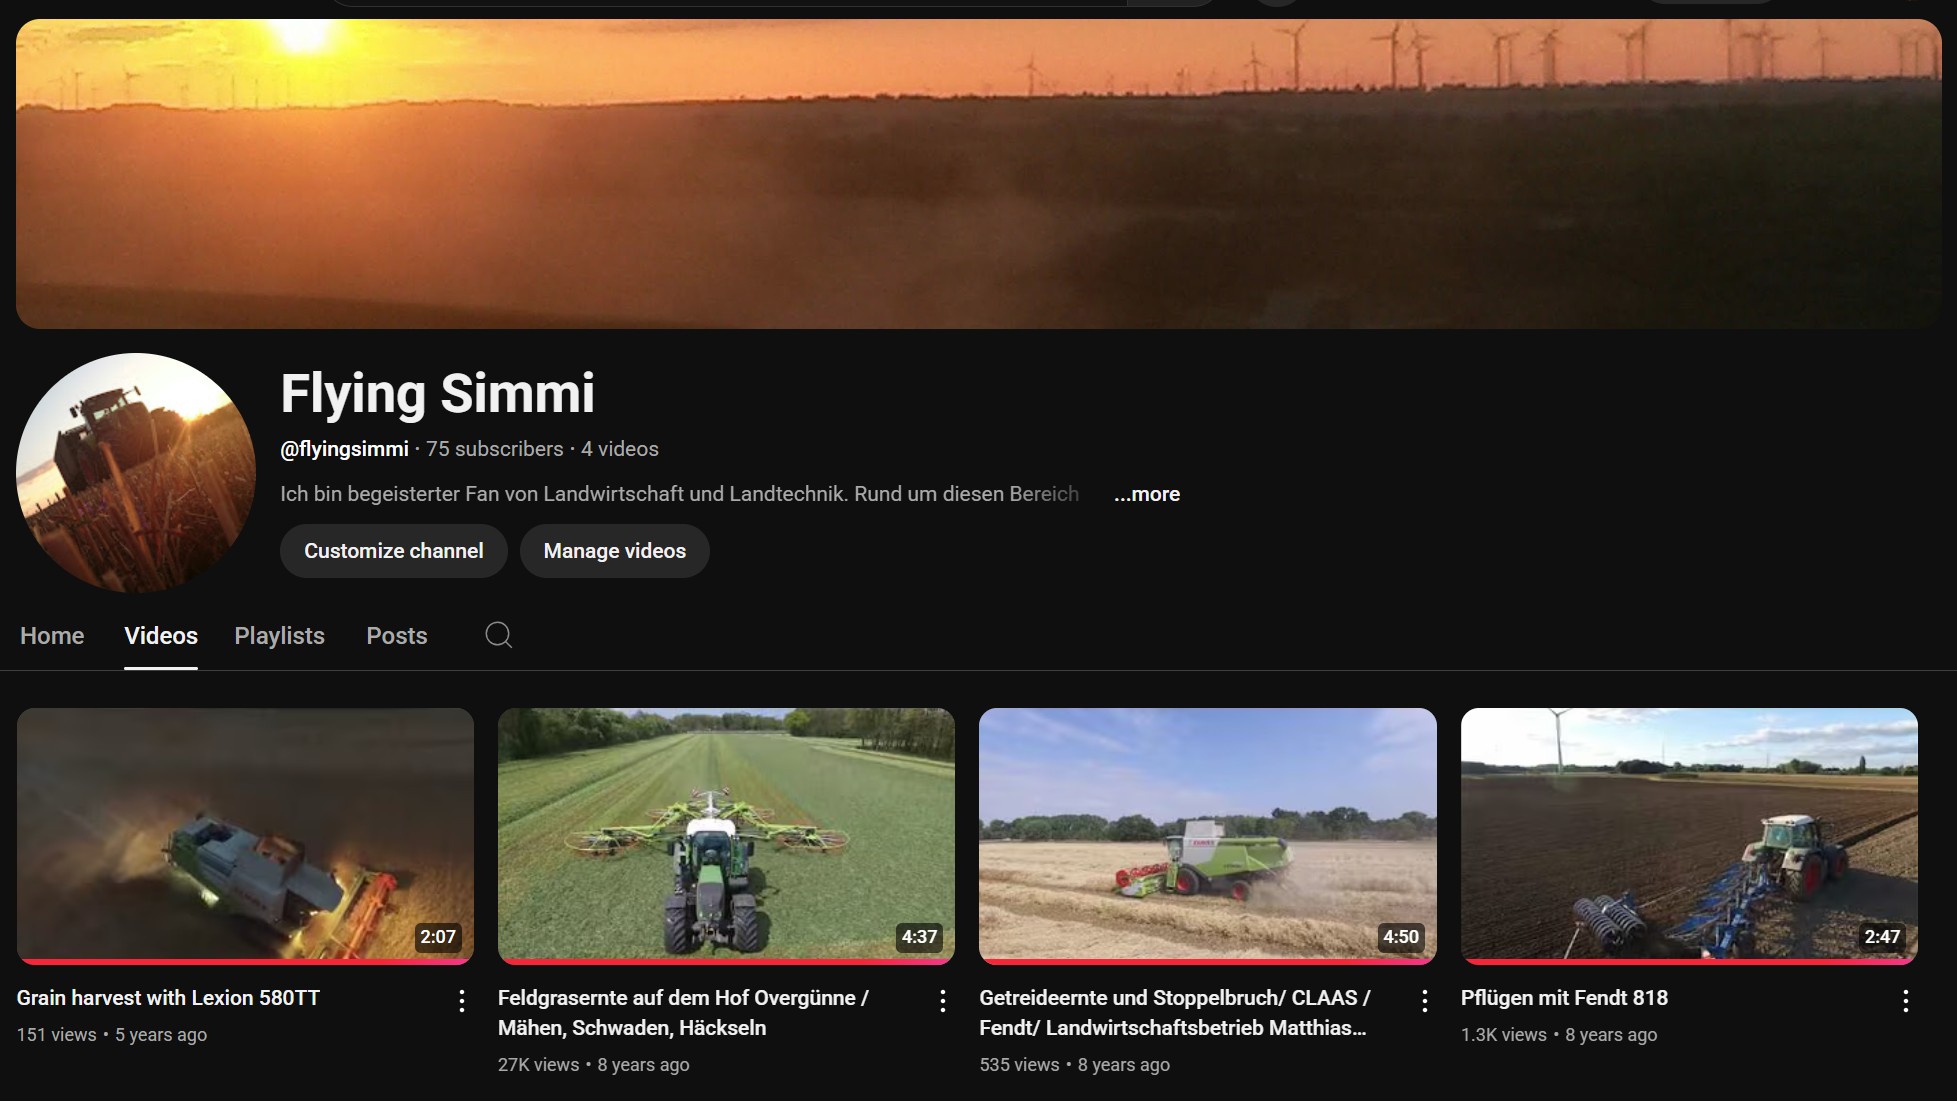 Flying Simmi
@flyingsimmi · 75 subscribers · 4 videos
Ich bin begeisterter Fan von Landwirtschaft und Landtechnik. Rund um diesen Bereich ...more
Customize channel Manage videos
Home Videos Playlists Posts
2:07
4:37
4:50
2:47
Grain harvest with Lexion 580TT
151 views • 5 years ago
Feldgrasernte auf dem Hof Overgünne /
Mähen, Schwaden, Häckseln
27K views • 8 years ago
Getreideernte und Stoppelbruch/ CLAAS /
Fendt/ Landwirtschaftsbetrieb Matthias...
535 views • 8 years ago
Pflügen mit Fendt 818
1.3K views • 8 years ago